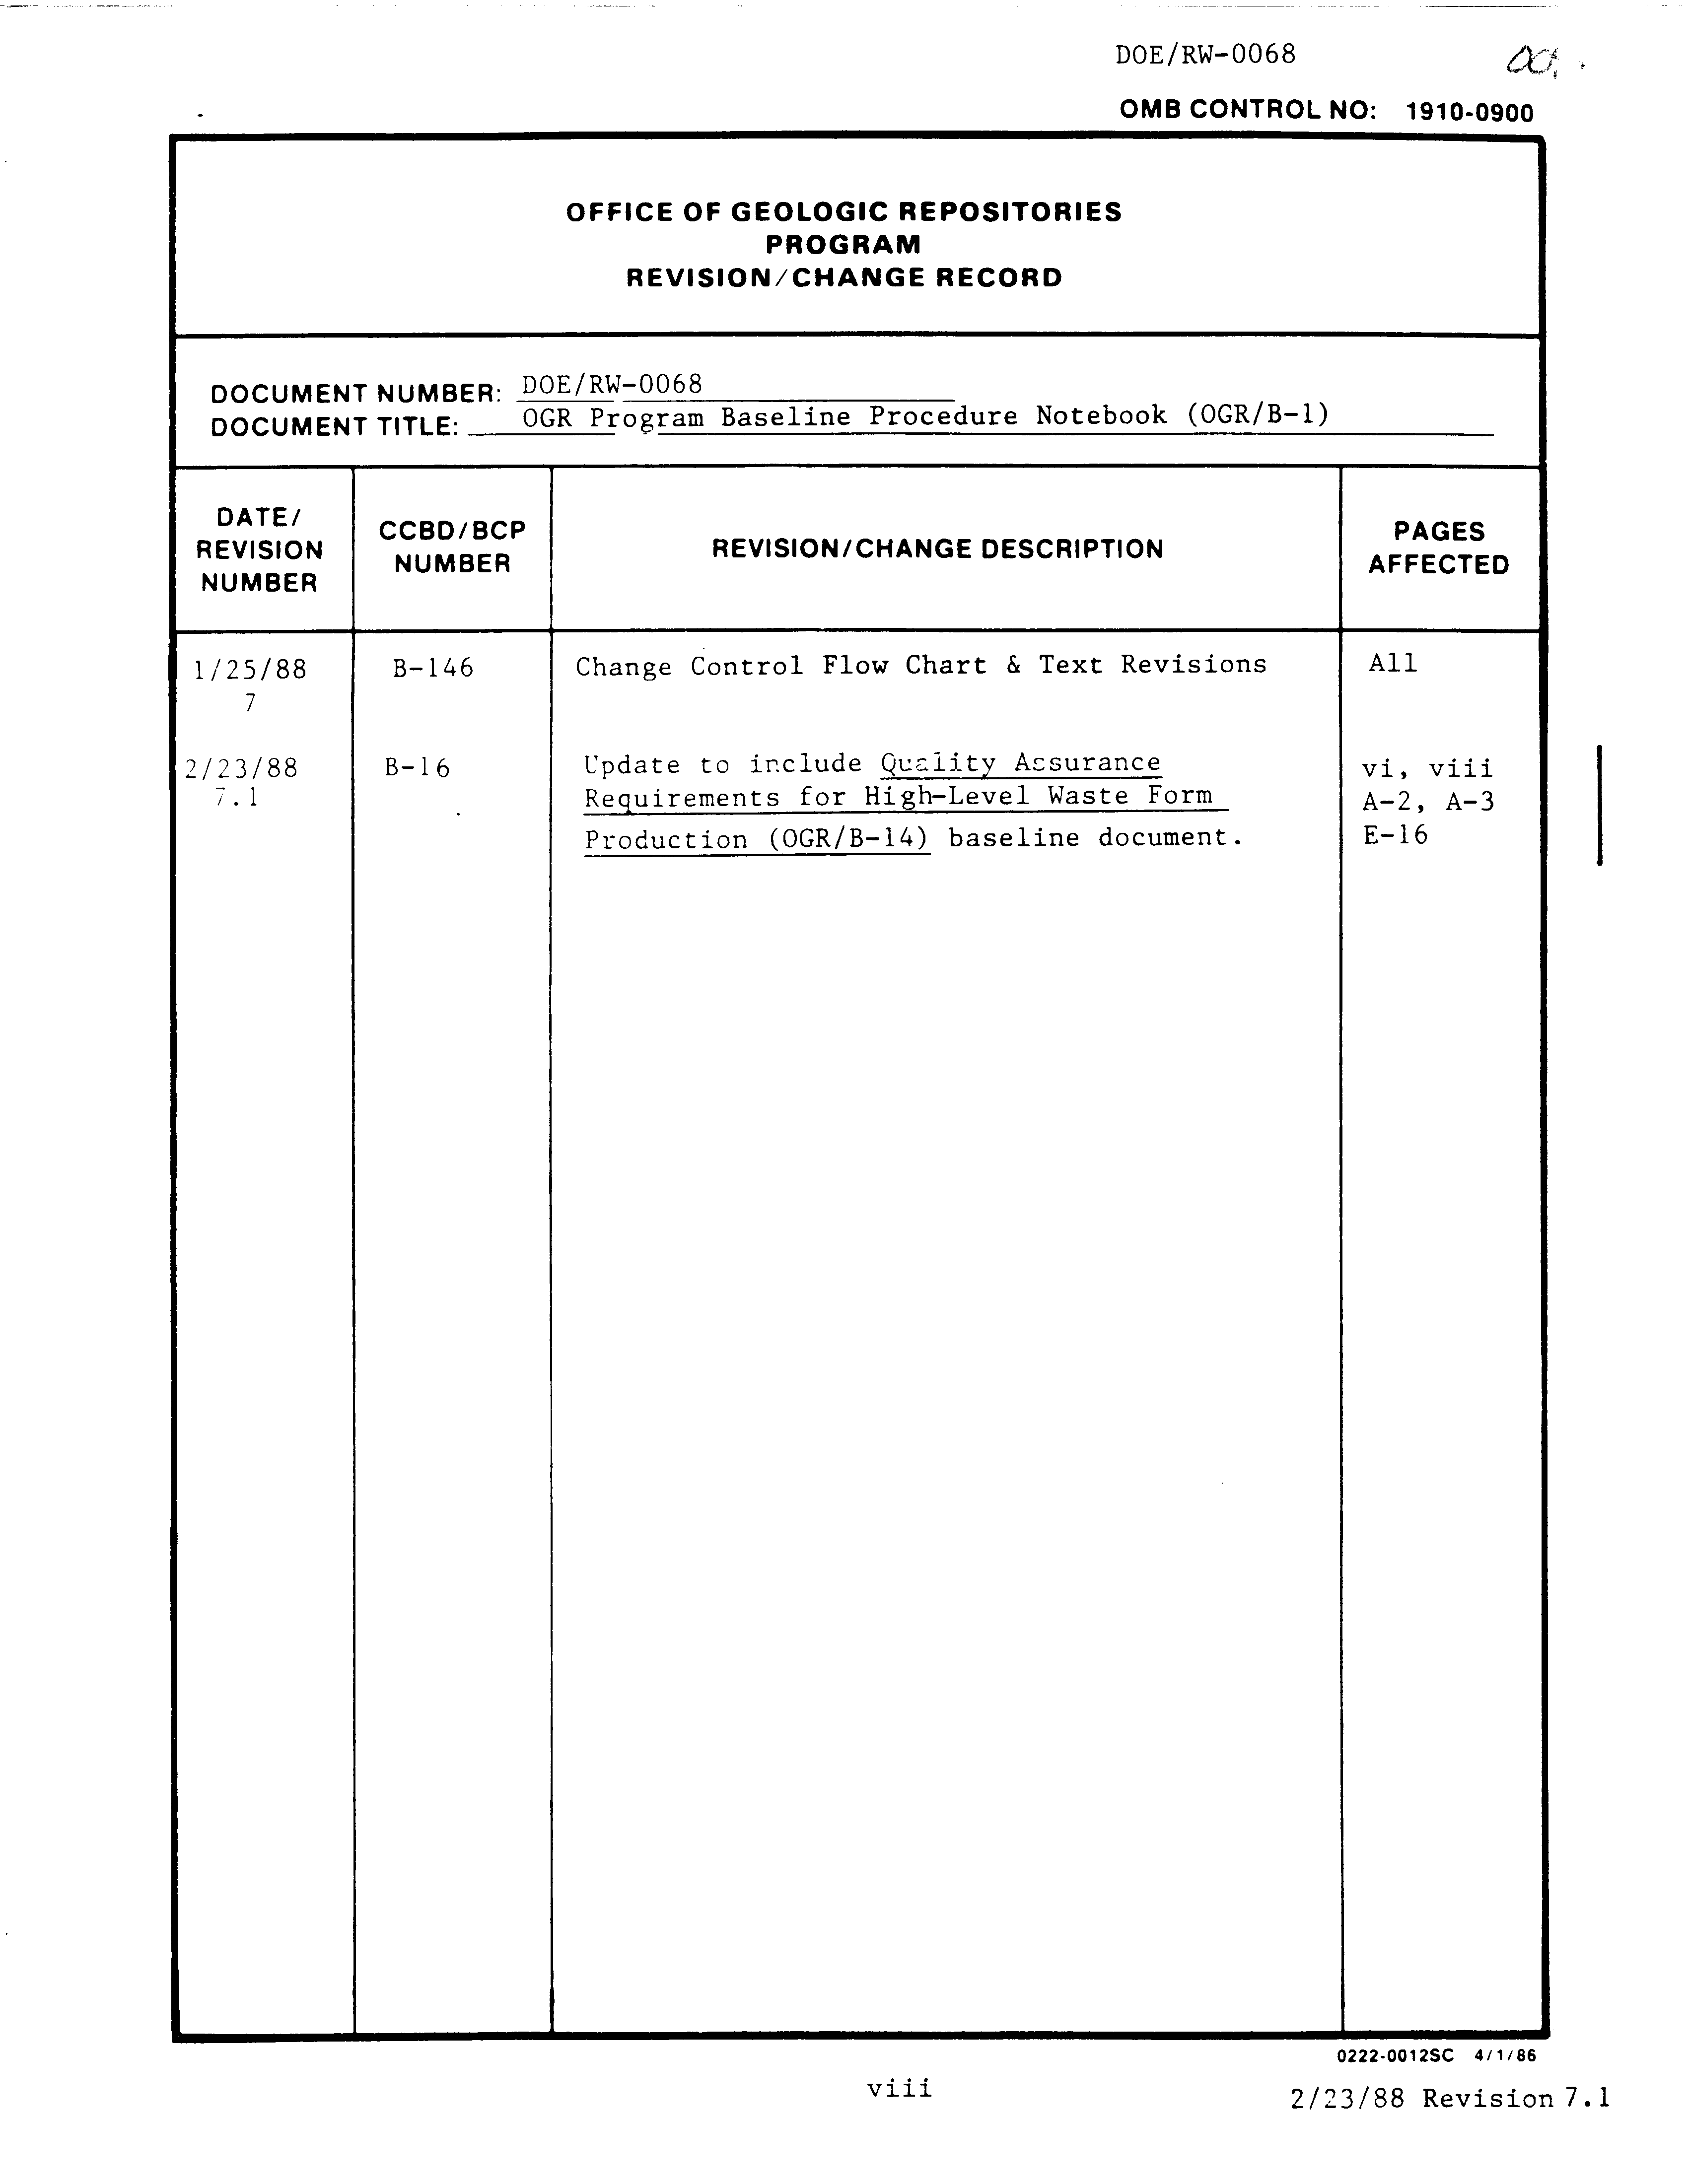 DOE/RW-0068
OMB CONTROL NO: 1910-0900
OFFICE OF GEOLOGIC REPOSITORIES
PROGRAM
REVISION/CHANGE RECORD
DOCUMENT NUMBER: DOE/RW-0068
DOCUMENT TITLE: OGR Program Baseline Procedure Notebook (OGR/B-1)
DATE/
REVISION
NUMBER
CCBD/BCP
NUMBER
REVISION/CHANGE DESCRIPTION
PAGES
AFFECTED
1/25/88
7
B-146
Change Control Flow Chart & Text Revisions
All
2/23/88
7.1
B-16
Update to include Quality Assurance
Requirements for High-Level Waste Form
Production (OGR/B-14) baseline document.
vi, viii
A-2, A-3
E-16
0222-0012SC 4/1/86
viii
2/23/88 Revision 7.1